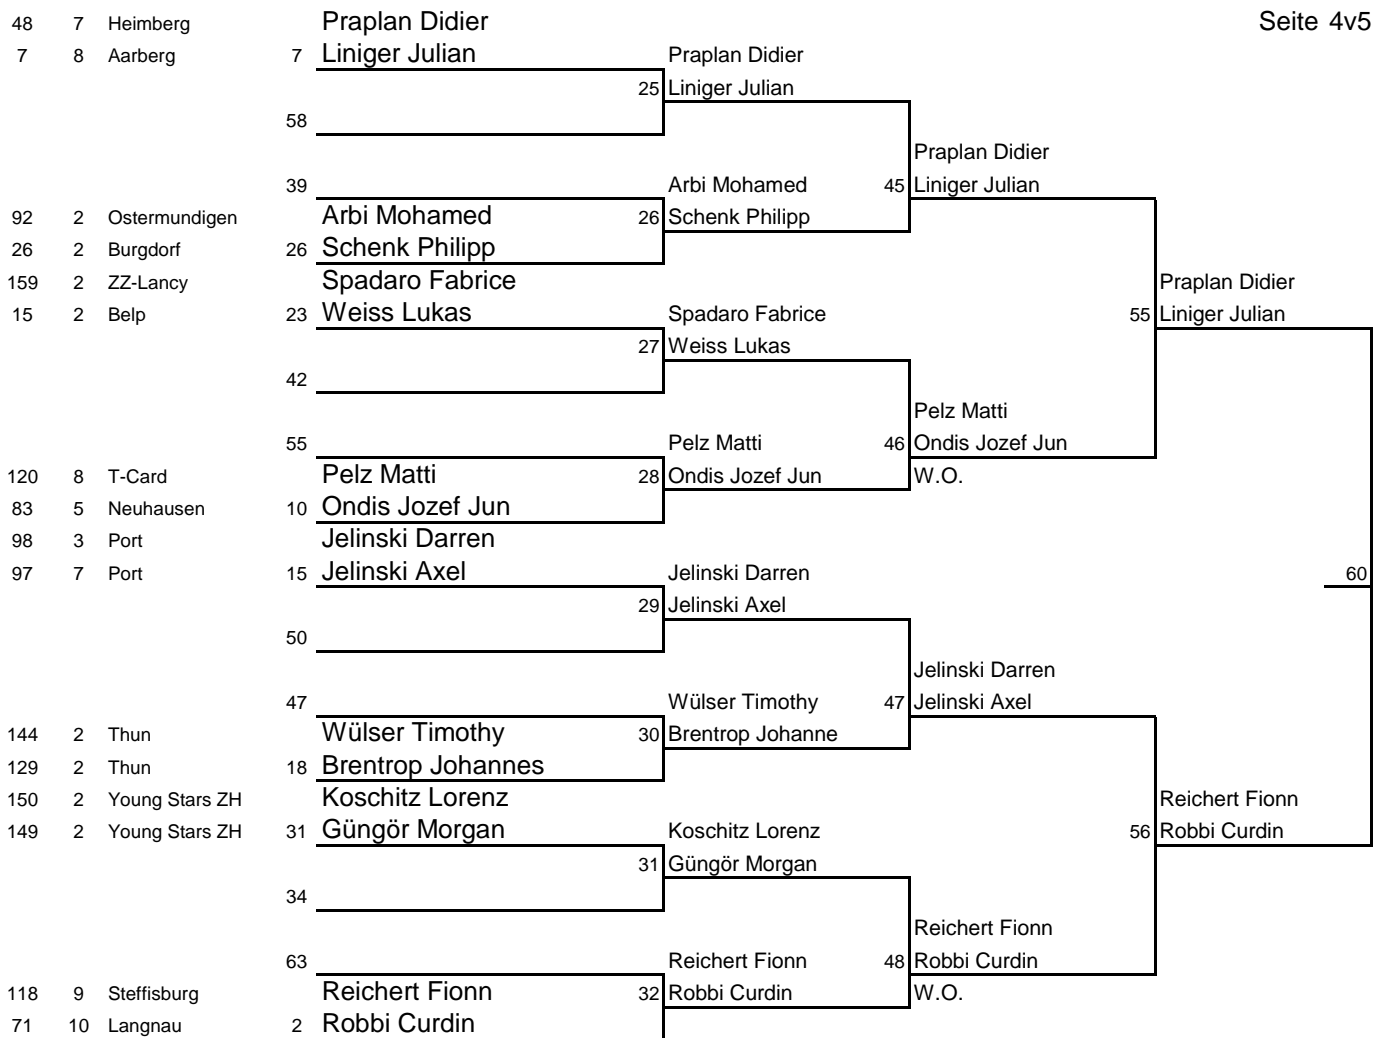 48 7 Heimberg Praplan Didier Seite 4v5
7 8 Aarberg 7 Liniger Julian Praplan Didier
25 Liniger Julian
58
Praplan Didier
39 Arbi Mohamed 45 Liniger Julian
92 2 Ostermundigen Arbi Mohamed 26 Schenk Philipp
26 2 Burgdorf 26 Schenk Philipp
159 2 ZZ-Lancy Spadaro Fabrice Praplan Didier
15 2 Belp 23 Weiss Lukas Spadaro Fabrice 55 Liniger Julian
27 Weiss Lukas
42
Pelz Matti
55 Pelz Matti 46 Ondis Jozef Jun
120 8 T-Card Pelz Matti 28 Ondis Jozef Jun W.O.
83 5 Neuhausen 10 Ondis Jozef Jun
98 3 Port Jelinski Darren
97 7 Port 15 Jelinski Axel Jelinski Darren 60
29 Jelinski Axel
50
Jelinski Darren
47 Wülser Timothy 47 Jelinski Axel
144 2 Thun Wülser Timothy 30 Brentrop Johanne
129 2 Thun 18 Brentrop Johannes
150 2 Young Stars ZH Koschitz Lorenz Reichert Fionn
149 2 Young Stars ZH 31 Güngör Morgan Koschitz Lorenz 56 Robbi Curdin
31 Güngör Morgan
34
Reichert Fionn
63 Reichert Fionn 48 Robbi Curdin
118 9 Steffisburg Reichert Fionn 32 Robbi Curdin W.O.
71 10 Langnau 2 Robbi Curdin